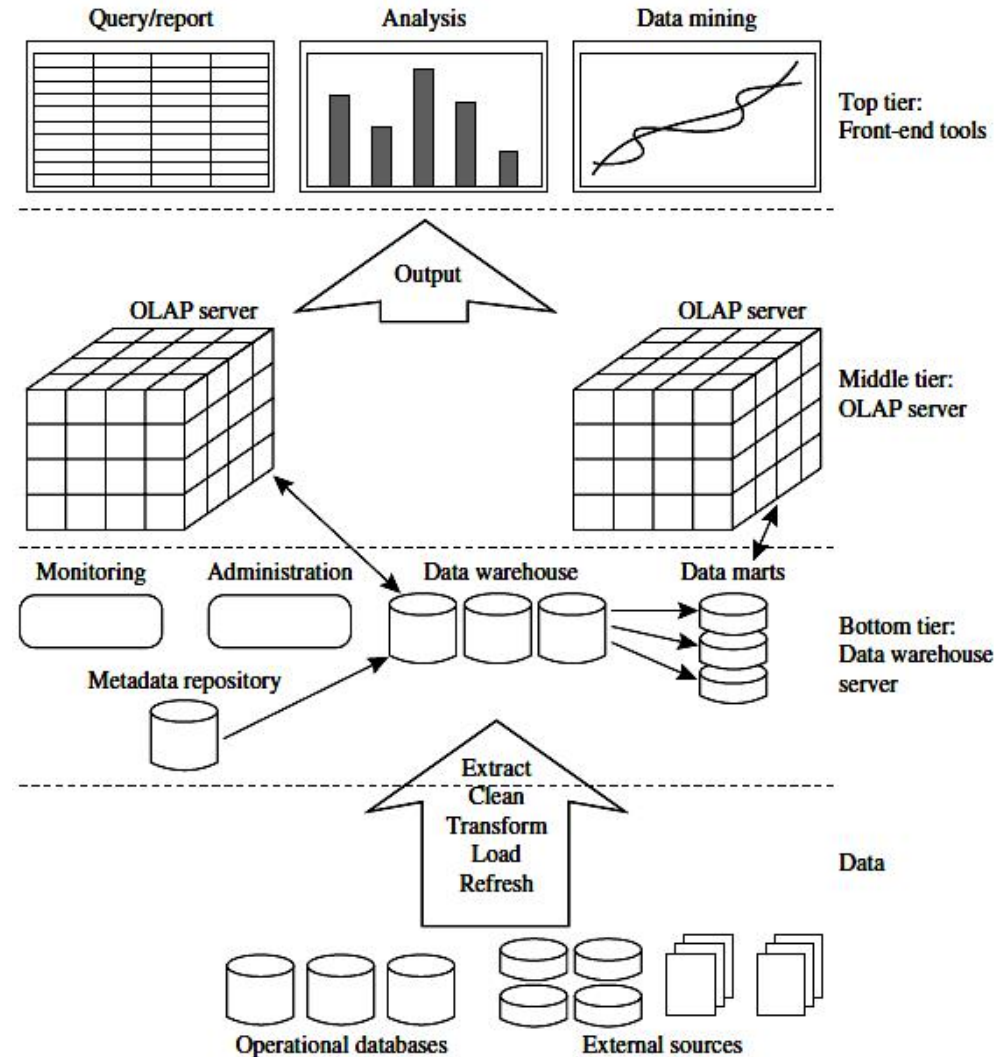 Query/report
Analysis
Data mining
Top tier:
Front-end tools
Output
OLAP server
OLAP server
Middle tier:
OLAP server
Monitoring
Administration
Data warehouse
Data marts
Bottom tier:
Data warehouse
server
Metadata repository
Extract
Clean
Transform
Load
Refresh
Data
Operational databases
External sources